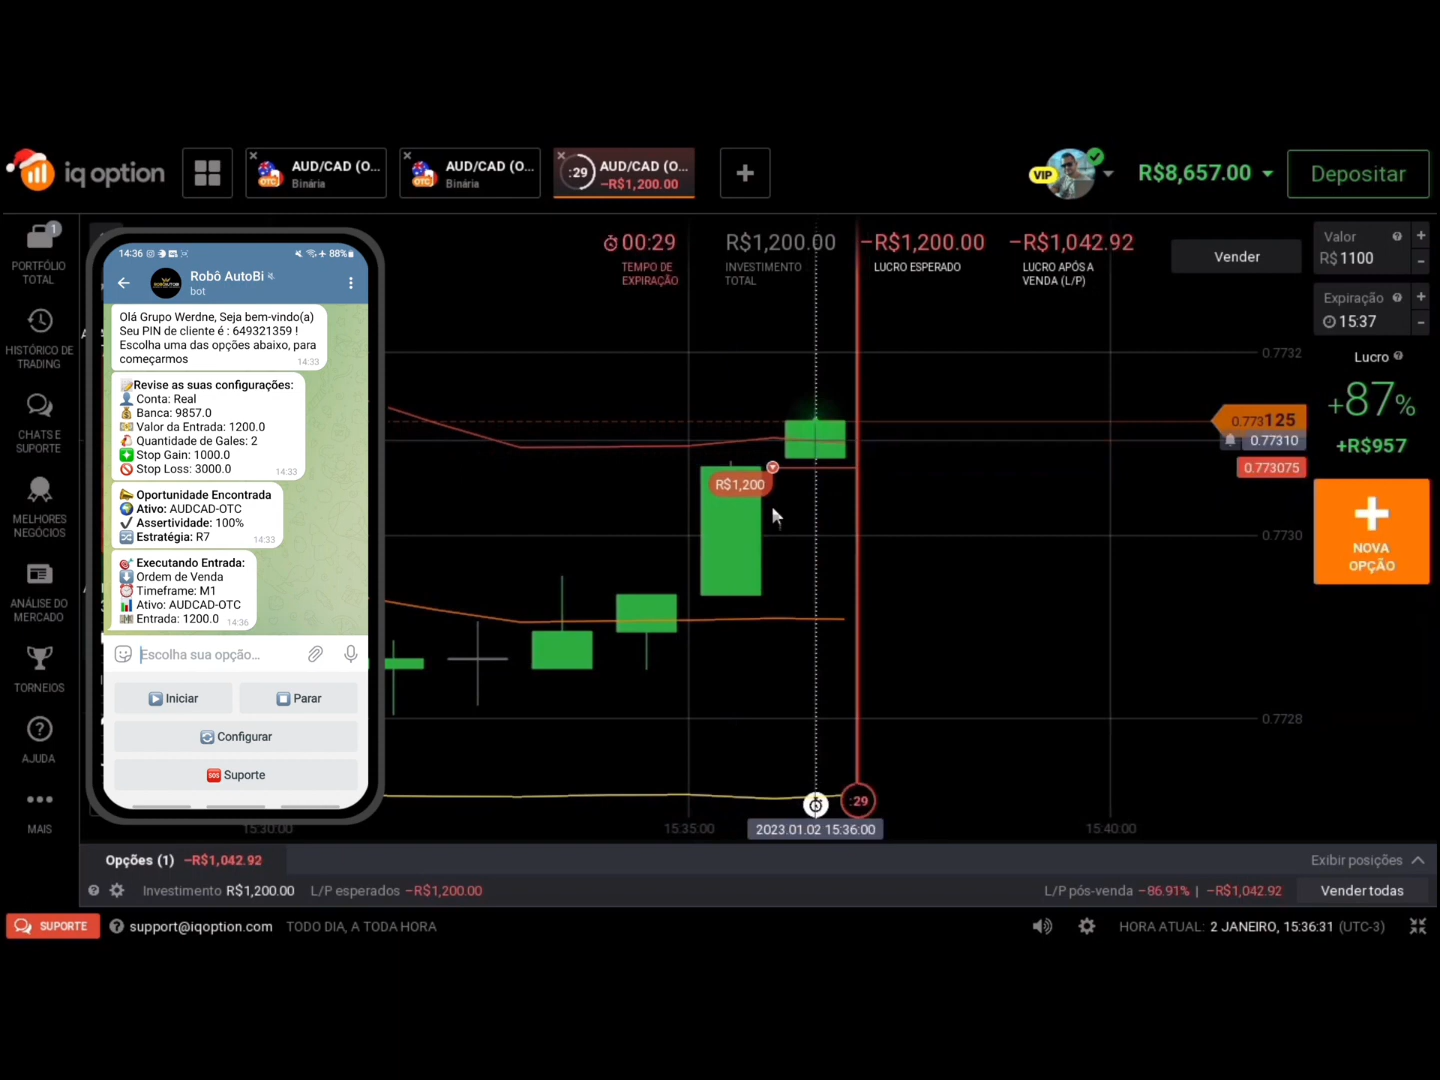 iq option
AUD/CAD (O...
Binária
AUD/CAD (O...
Binária
:29
AUD/CAD (O...
−R$1,200.00
VIP
R$8,657.00
Depositar
1
PORTFÓLIO
TOTAL
HISTÓRICO DE
TRADING
CHATS E
SUPORTE
MELHORES
NEGÓCIOS
ANÁLISE DO
MERCADO
TORNEIOS
AJUDA
MAIS
14:36
88%
Robô AutoBi
bot
Olá Grupo Werdne, Seja bem-vindo(a)
Seu PIN de cliente é : 649321359 !
Escolha uma das opções abaixo, para
começarmos
14:33
Revise as suas configurações:
Conta: Real
Banca: 9857.0
Valor da Entrada: 1200.0
Quantidade de Gales: 2
Stop Gain: 1000.0
Stop Loss: 3000.0
14:33
Oportunidade Encontrada
Ativo: AUDCAD-OTC
Assertividade: 100%
Estratégia: R7
14:33
Executando Entrada:
Ordem de Venda
Timeframe: M1
Ativo: AUDCAD-OTC
Entrada: 1200.0
14:36
Escolha sua opção...
Iniciar
Parar
Configurar
SOS Suporte
00:29
TEMPO DE
EXPIRAÇÃO
R$1,200.00
INVESTIMENTO
TOTAL
−R$1,200.00
LUCRO ESPERADO
−R$1,042.92
LUCRO APÓS A
VENDA (L/P)
Vender
R$1,200
0.7732
0.773125
0.77310
0.773075
0.7730
0.7728
:29
15:30:00
15:35:00
2023.01.02 15:36:00
15:40:00
Valor
R$ 1100
+
−
Expiração
15:37
+
−
Lucro
+87%
+R$957
NOVA
OPÇÃO
Opções (1) −R$1,042.92
Exibir posições
Investimento R$1,200.00
L/P esperados −R$1,200.00
L/P pós-venda −86.91% | −R$1,042.92
Vender todas
SUPORTE
support@iqoption.com
TODO DIA, A TODA HORA
HORA ATUAL: 2 JANEIRO, 15:36:31 (UTC-3)